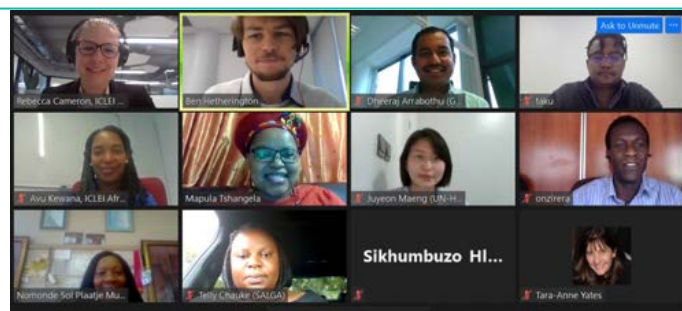 Ask to Unmute ...
Rebecca Cameron, ICLEI ...
Ben Hetherington
Dheeraj Arrabothu (G...
taku
Avu Kewana, ICLEI Afr...
Mapula Tshangela
Juyeon Maeng (UN-H...
onzirera
Nomonde Sol Plaatje Mu...
Telly Chauke (SALGA)
Sikhumbuzo Hl...
Tara-Anne Yates